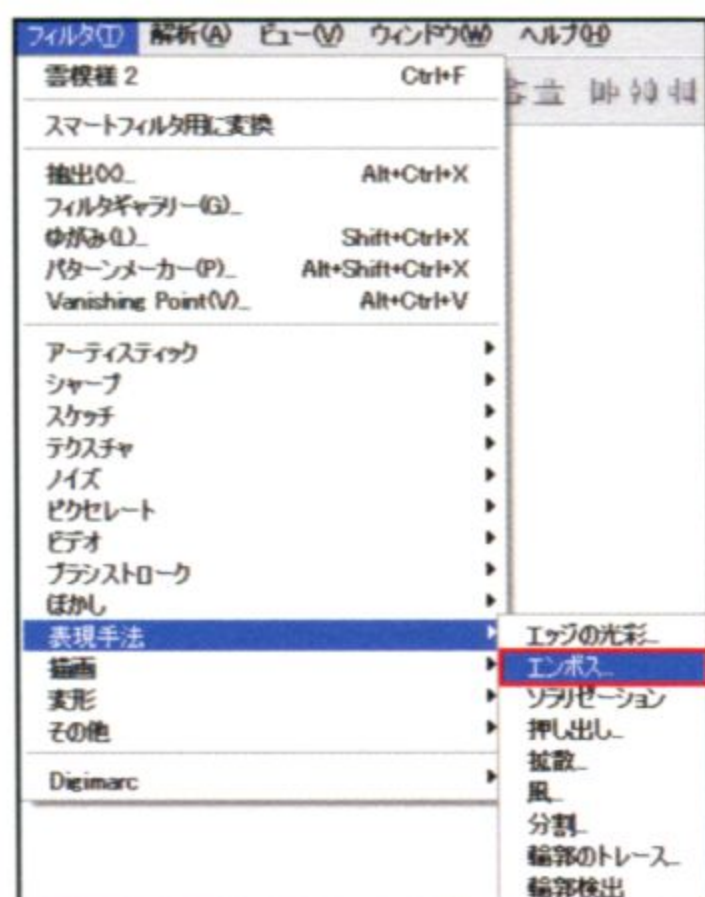 フィルタ(T) 解析(A) ビュー(V) ウィンドウ(W) ヘルプ(H)
雲模様 2 Ctrl+F
スマートフィルタ用に変換
抽出(X)... Alt+Ctrl+X
フィルタギャラリー(G)...
ゆがみ(L)... Shift+Ctrl+X
パターンメーカー(P)... Alt+Shift+Ctrl+X
Vanishing Point(V)... Alt+Ctrl+V
アーティスティック
シャープ
スケッチ
テクスチャ
ノイズ
ピクセレート
ビデオ
ブラシストローク
ぼかし
表現手法
描画
変形
その他
Digimarc
エッジの光彩...
エンボス...
ソラリゼーション
押し出し...
拡散...
風...
分割...
輪郭のトレース...
輪郭検出